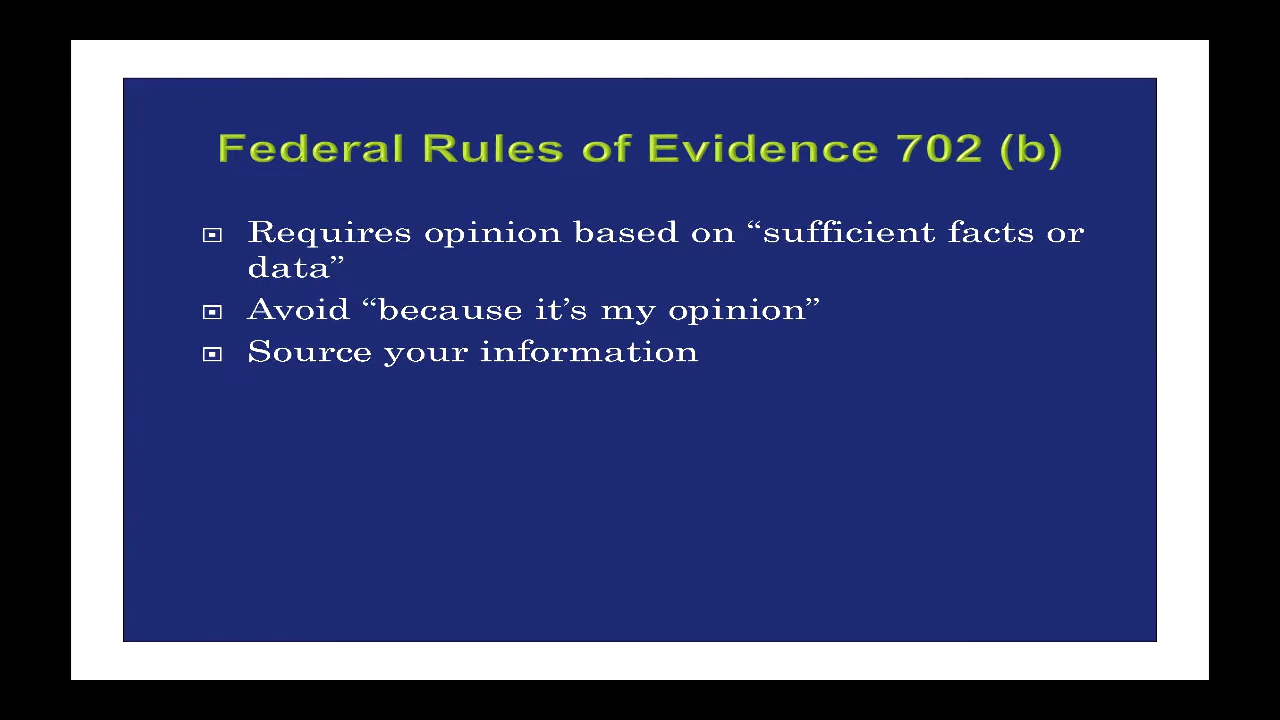 Federal Rules of Evidence 702 (b)
Requires opinion based on “sufficient facts or
data”
Avoid “because it’s my opinion”
Source your information